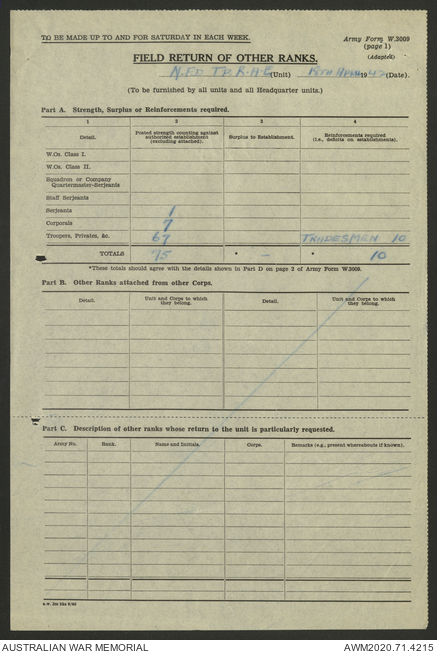 TO BE MADE UP TO AND FOR SATURDAY IN EACH WEEK.
Army Form W.3009
(page 1)
(Adapted)
FIELD RETURN OF OTHER RANKS.
(Unit) 1942 (Date).
(To be furnished by all units and all Headquarter units.)
Part A. Strength, Surplus or Reinforcements required.
1 2 3 4
Detail. Posted strength counting against authorized establishment (excluding attached). Surplus to Establishment. Reinforcements required (i.e., deficits on establishments).
W.Os. Class I.
W.Os. Class II.
Squadron or Company
Quartermaster-Serjeants
Staff Serjeants
Serjeants 1
Corporals 7
Troopers, Privates, &c. 67 TRADESMEN 10
TOTALS 75 * — * 10
*These totals should agree with the details shown in Part D on page 2 of Army Form W.3009.
Part B. Other Ranks attached from other Corps.
Detail. Unit and Corps to which they belong. Detail. Unit and Corps to which they belong.
Part C. Description of other ranks whose return to the unit is particularly requested.
Army No. Rank. Name and Initials. Corps. Remarks (e.g., present whereabouts if known).
AUSTRALIAN WAR MEMORIAL
AWM2020.71.4215